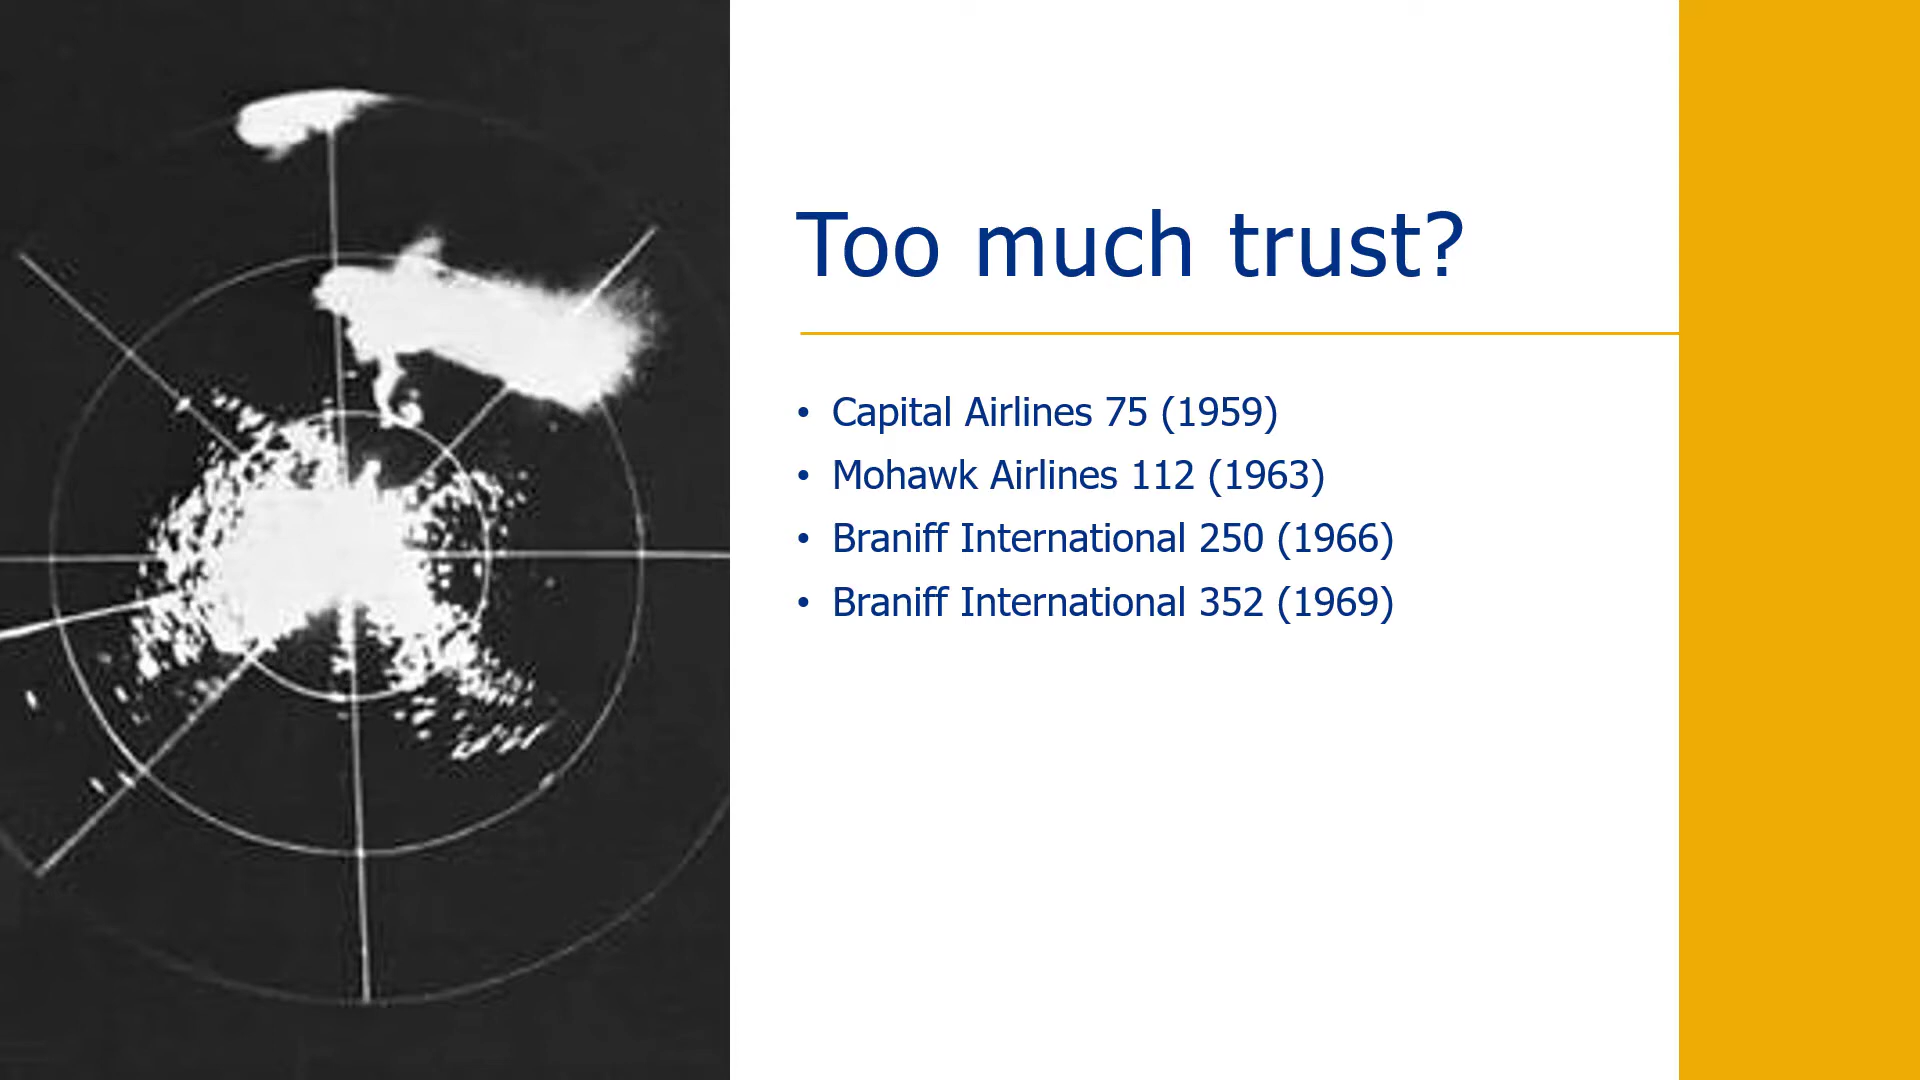 Too much trust?
• Capital Airlines 75 (1959)
• Mohawk Airlines 112 (1963)
• Braniff International 250 (1966)
• Braniff International 352 (1969)